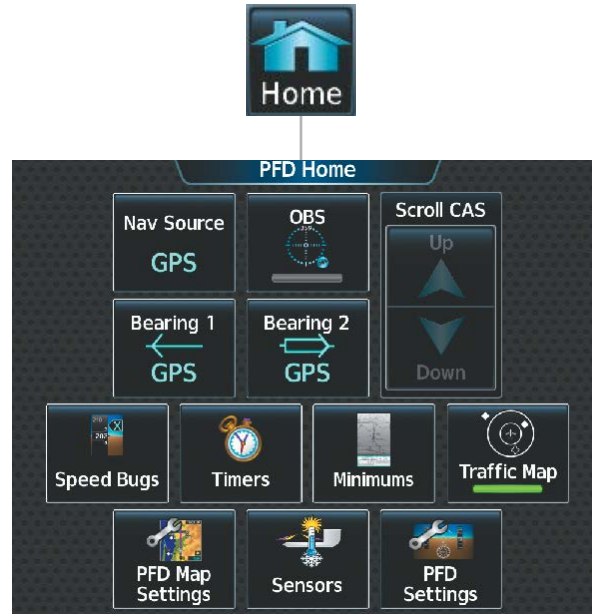 Home
PFD Home
Nav Source
GPS
OBS
Scroll CAS
Up
Down
Bearing 1
GPS
Bearing 2
GPS
Speed Bugs
Timers
Minimums
Traffic Map
PFD Map
Settings
Sensors
PFD
Settings